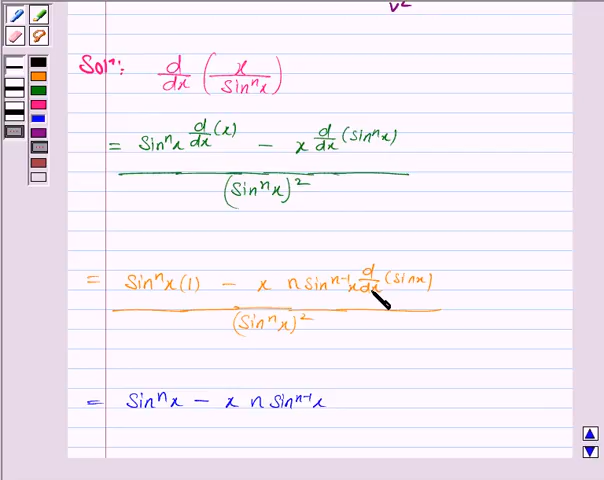 v²
Solⁿ: d/dx (x/sinⁿx)
= sinⁿx d/dx (x) − x d/dx (sinⁿx)
(sinⁿx)²
= sinⁿx(1) − x n sinⁿ⁻¹x d/dx (sinx)
(sinⁿx)²
= sinⁿx − x n sinⁿ⁻¹x